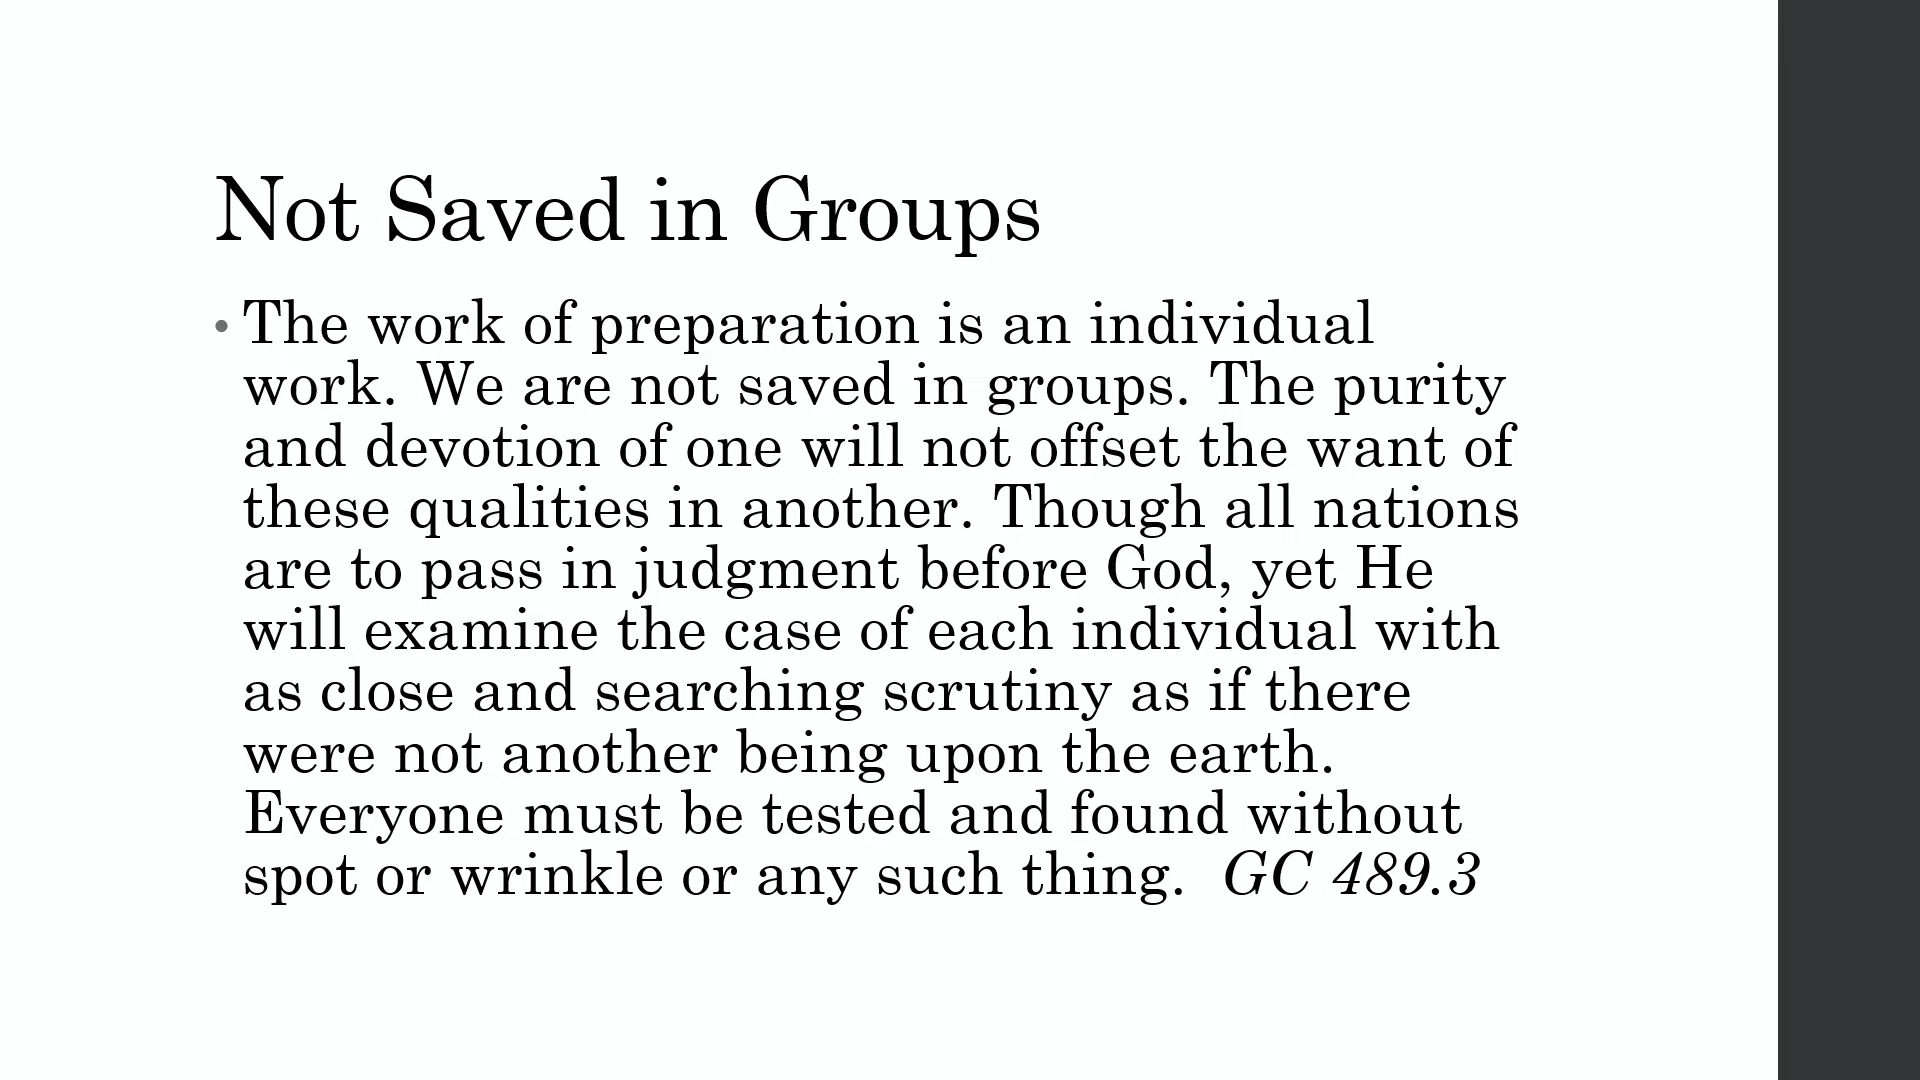 Not Saved in Groups
• The work of preparation is an individual
work. We are not saved in groups. The purity
and devotion of one will not offset the want of
these qualities in another. Though all nations
are to pass in judgment before God, yet He
will examine the case of each individual with
as close and searching scrutiny as if there
were not another being upon the earth.
Everyone must be tested and found without
spot or wrinkle or any such thing.  GC 489.3